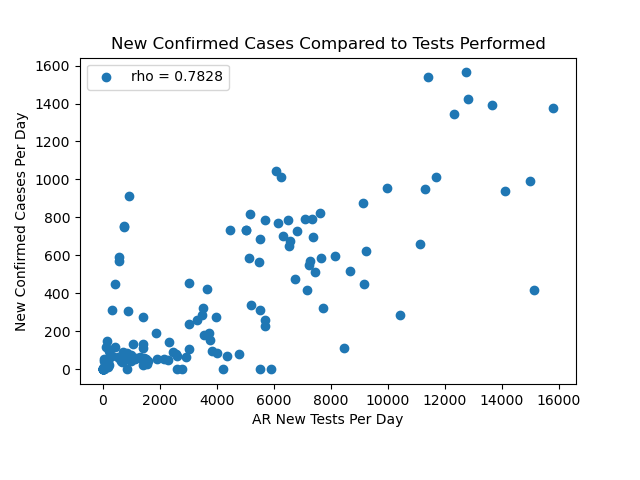 New Confirmed Cases Compared to Tests Performed
rho = 0.7828
New Confirmed Caeses Per Day
1600
1400
1200
1000
800
600
400
200
0
0 2000 4000 6000 8000 10000 12000 14000 16000
AR New Tests Per Day